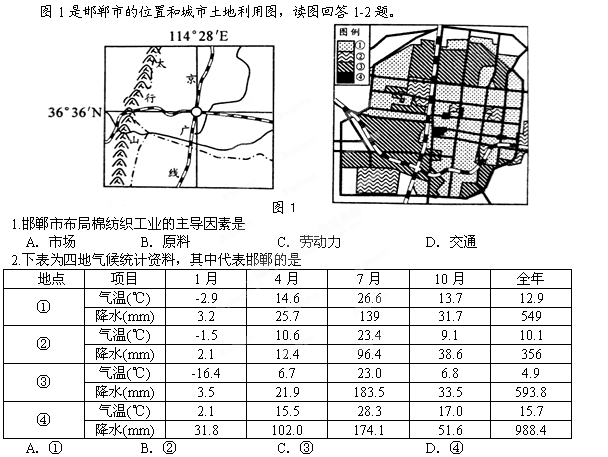 图1是邯郸市的位置和城市土地利用图，读图回答1-2题。
114°28′E
36°36′N
太
行
山
京
广
线
图 例
①
②
③
④
图 1
1.邯郸市布局棉纺织工业的主导因素是
A. 市场 B. 原料 C. 劳动力 D. 交通
2.下表为四地气候统计资料，其中代表邯郸的是
地点 项目 1月 4月 7月 10月 全年
① 气温(℃) -2.9 14.6 26.6 13.7 12.9
降水(mm) 3.2 25.7 139 31.7 549
② 气温(℃) -1.5 10.6 23.4 9.1 10.1
降水(mm) 2.1 12.4 96.4 38.6 356
③ 气温(℃) -16.4 6.7 23.0 6.8 4.9
降水(mm) 3.5 21.9 183.5 33.5 593.8
④ 气温(℃) 2.1 15.5 28.3 17.0 15.7
降水(mm) 31.8 102.0 174.1 51.6 988.4
A. ① B. ② C. ③ D. ④